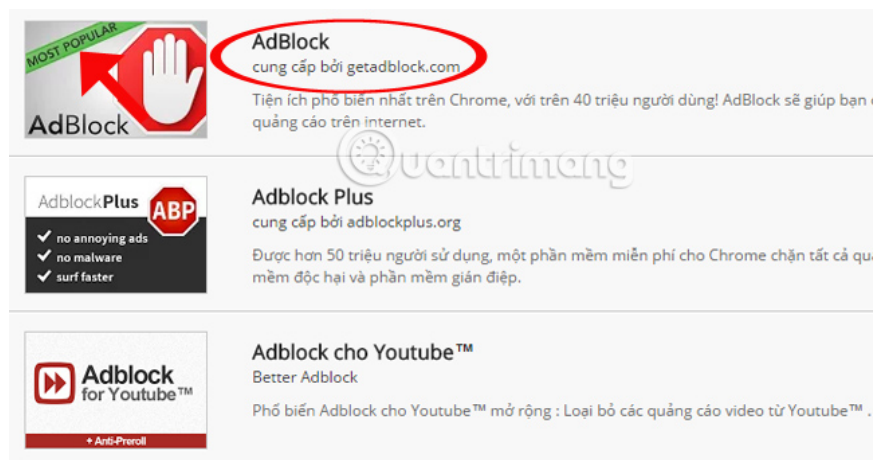 MOST POPULAR
AdBlock
AdBlock
cung cấp bởi getadblock.com
Tiện ích phổ biến nhất trên Chrome, với trên 40 triệu người dùng! AdBlock sẽ giúp bạn
quảng cáo trên internet.
Quantrimang
AdblockPlus
ABP
no annoying ads
no malware
surf faster
Adblock Plus
cung cấp bởi adblockplus.org
Được hơn 50 triệu người sử dụng, một phần mềm miễn phí cho Chrome chặn tất cả
mềm độc hại và phần mềm gián điệp.
Adblock
for Youtube™
+ Anti-Preroll
Adblock cho Youtube™
Better Adblock
Phổ biến Adblock cho Youtube™ mở rộng : Loại bỏ các quảng cáo video từ Youtube™ .